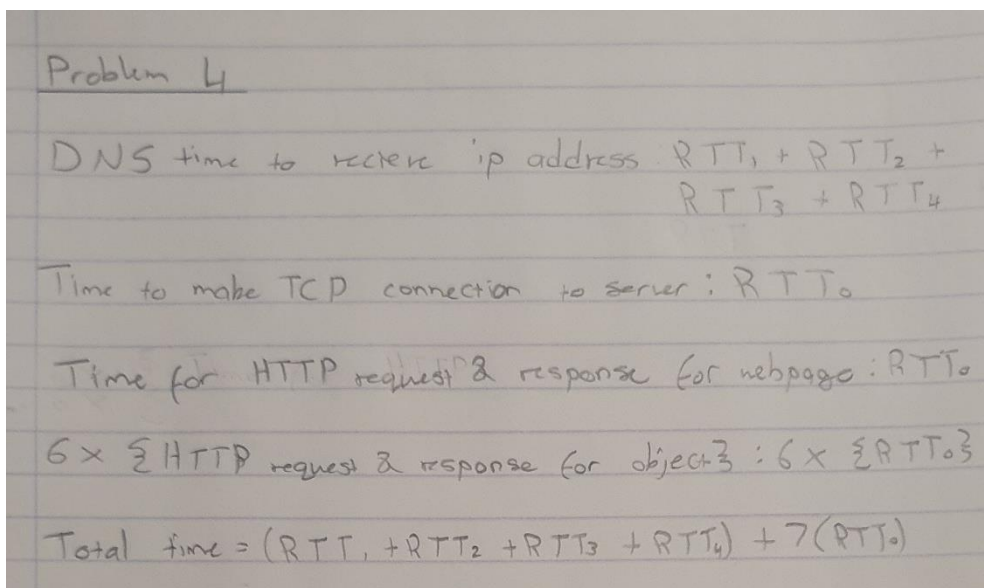 Problem 4
DNS time to recieve ip address RTT₁ + RTT₂ +
RTT₃ + RTT₄
Time to make TCP connection to server : RTT₀
Time for HTTP request & response for webpage : RTT₀
6 × {HTTP request & response for object} : 6 × {RTT₀}
Total time = (RTT₁ + RTT₂ + RTT₃ + RTT₄) + 7(RTT₀)